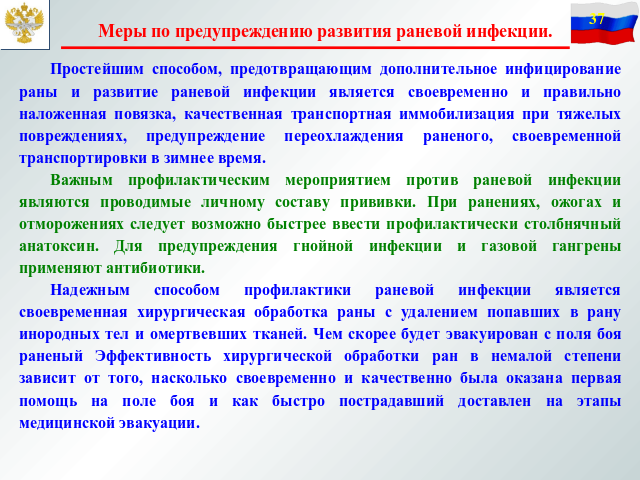 Меры по предупреждению развития раневой инфекции.
37
Простейшим способом, предотвращающим дополнительное инфицирование
раны и развитие раневой инфекции является своевременно и правильно
наложенная повязка, качественная транспортная иммобилизация при тяжелых
повреждениях, предупреждение переохлаждения раненого, своевременной
транспортировки в зимнее время.
Важным профилактическим мероприятием против раневой инфекции
являются проводимые личному составу прививки. При ранениях, ожогах и
отморожениях следует возможно быстрее ввести профилактически столбнячный
анатоксин. Для предупреждения гнойной инфекции и газовой гангрены
применяют антибиотики.
Надежным способом профилактики раневой инфекции является
своевременная хирургическая обработка раны с удалением попавших в рану
инородных тел и омертвевших тканей. Чем скорее будет эвакуирован с поля боя
раненый Эффективность хирургической обработки ран в немалой степени
зависит от того, насколько своевременно и качественно была оказана первая
помощь на поле боя и как быстро пострадавший доставлен на этапы
медицинской эвакуации.